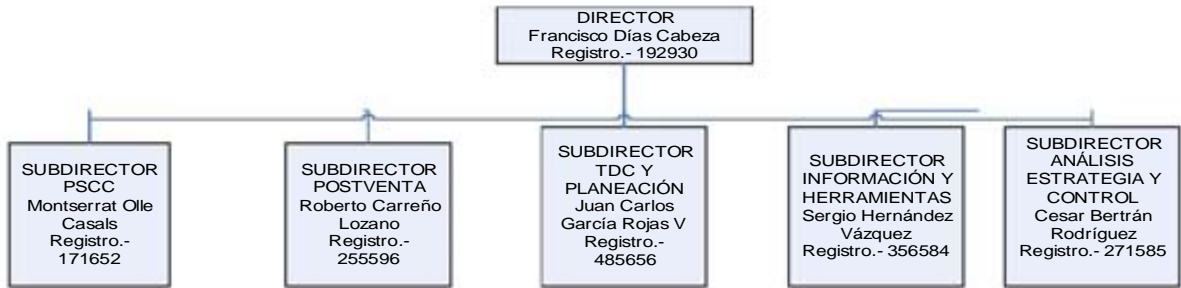 DIRECTOR
Francisco Días Cabeza
Registro.- 192930
SUBDIRECTOR
PSCC
Montserrat Olle
Casals
Registro.-
171652
SUBDIRECTOR
POSTVENTA
Roberto Carreño
Lozano
Registro.-
255596
SUBDIRECTOR
TDC Y
PLANEACIÓN
Juan Carlos
García Rojas V
Registro.-
485656
SUBDIRECTOR
INFORMACIÓN Y
HERRAMIENTAS
Sergio Hernández
Vázquez
Registro.- 356584
SUBDIRECTOR
ANÁLISIS
ESTRATEGIA Y
CONTROL
Cesar Bertrán
Rodríguez
Registro.- 271585